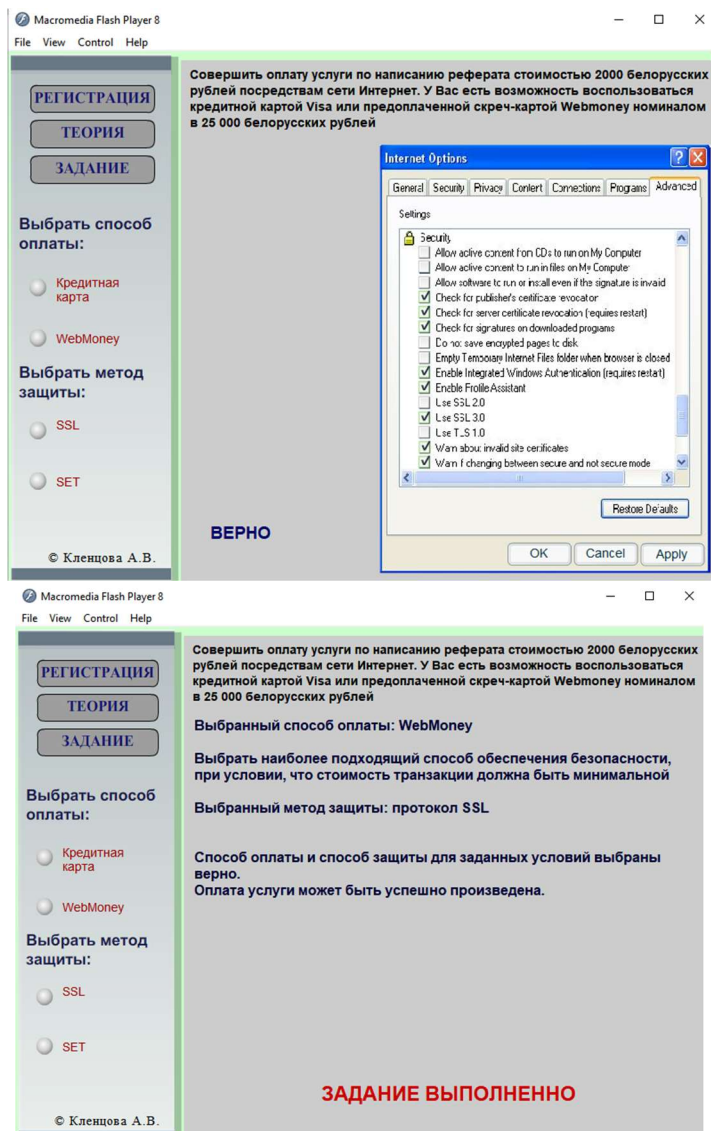 Macromedia Flash Player 8
File View Control Help
РЕГИСТРАЦИЯ
ТЕОРИЯ
ЗАДАНИЕ
Выбрать способ
оплаты:
Кредитная
карта
WebMoney
Выбрать метод
защиты:
SSL
SET
© Кленцова А.В.
Совершить оплату услуги по написанию реферата стоимостью 2000 белорусских
рублей посредствам сети Интернет. У Вас есть возможность воспользоваться
кредитной картой Visa или предоплаченной скреч-картой Webmoney номиналом
в 25 000 белорусских рублей
Internet Options
General Security Privacy Content Connections Programs Advanced
Settings
Security
Allow active content from CDs to run on My Computer
Allow active content to run in files on My Computer
Allow software to run or install even if the signature is invalid
Check for publisher's certificate revocation
Check for server certificate revocation (requires restart)
Check for signatures on downloaded programs
Do not save encrypted pages to disk
Empty Temporary Internet Files folder when browser is closed
Enable Integrated Windows Authentication (requires restart)
Enable Profile Assistant
Use SSL 2.0
Use SSL 3.0
Use TLS 1.0
Warn about invalid site certificates
Warn if changing between secure and not secure mode
Restore Defaults
OK Cancel Apply
ВЕРНО
Macromedia Flash Player 8
File View Control Help
РЕГИСТРАЦИЯ
ТЕОРИЯ
ЗАДАНИЕ
Выбрать способ
оплаты:
Кредитная
карта
WebMoney
Выбрать метод
защиты:
SSL
SET
© Кленцова А.В.
Совершить оплату услуги по написанию реферата стоимостью 2000 белорусских
рублей посредствам сети Интернет. У Вас есть возможность воспользоваться
кредитной картой Visa или предоплаченной скреч-картой Webmoney номиналом
в 25 000 белорусских рублей
Выбранный способ оплаты: WebMoney
Выбрать наиболее подходящий способ обеспечения безопасности,
при условии, что стоимость транзакции должна быть минимальной
Выбранный метод защиты: протокол SSL
Способ оплаты и способ защиты для заданных условий выбраны
верно.
Оплата услуги может быть успешно произведена.
ЗАДАНИЕ ВЫПОЛНЕННО